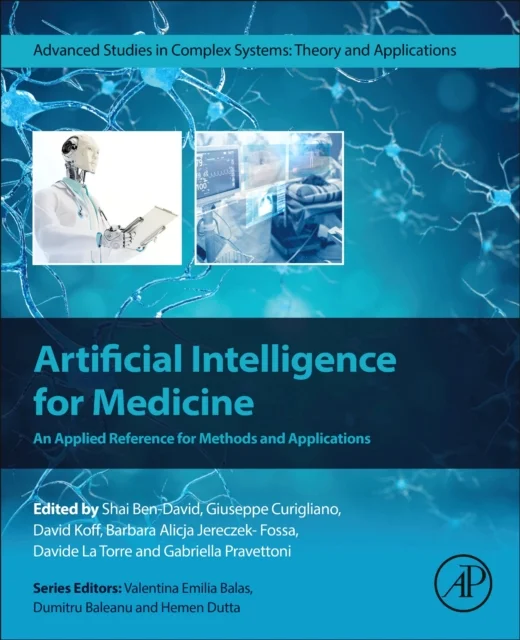 Advanced Studies in Complex Systems: Theory and Applications
Artificial Intelligence
for Medicine
An Applied Reference for Methods and Applications
Edited by Shai Ben-David, Giuseppe Curigliano,
David Koff, Barbara Alicja Jereczek- Fossa,
Davide La Torre and Gabriella Pravettoni
Series Editors: Valentina Emilia Balas,
Dumitru Baleanu and Hemen Dutta
AP